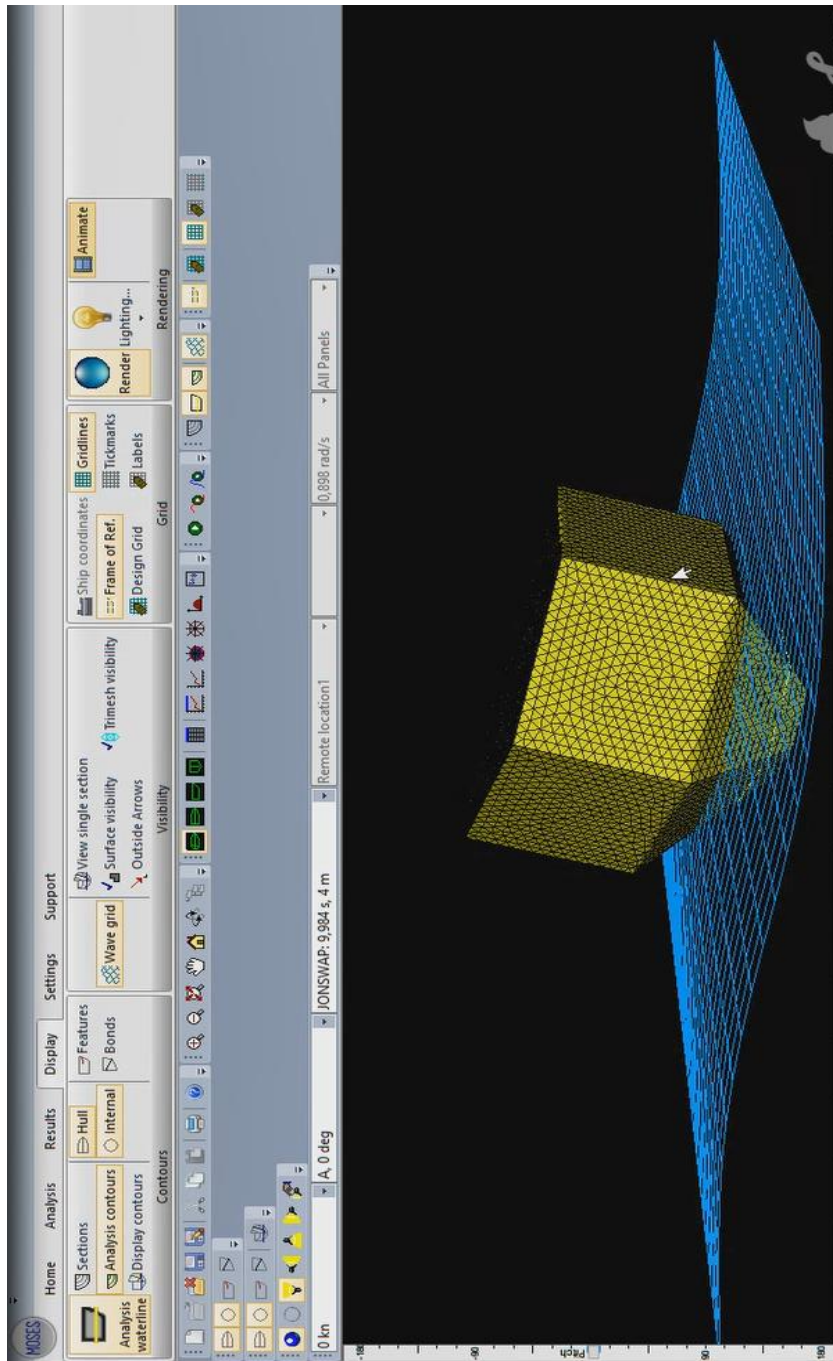 MOSES
Home Analysis Results Display Settings Support
Analysis waterline
Sections
Analysis contours
Display contours
Hull
Internal
Features
Bonds
Contours
Wave grid
View single section
Surface visibility
Outside Arrows
Trimesh visibility
Visibility
Ship coordinates
Frame of Ref.
Design Grid
Gridlines
Tickmarks
Labels
Grid
Render
Lighting...
Animate
Rendering
0 kn
A, 0 deg
JONSWAP: 9,984 s, 4 m
Remote location1
0,898 rad/s
All Panels
-180
-90
Pitch
90
180